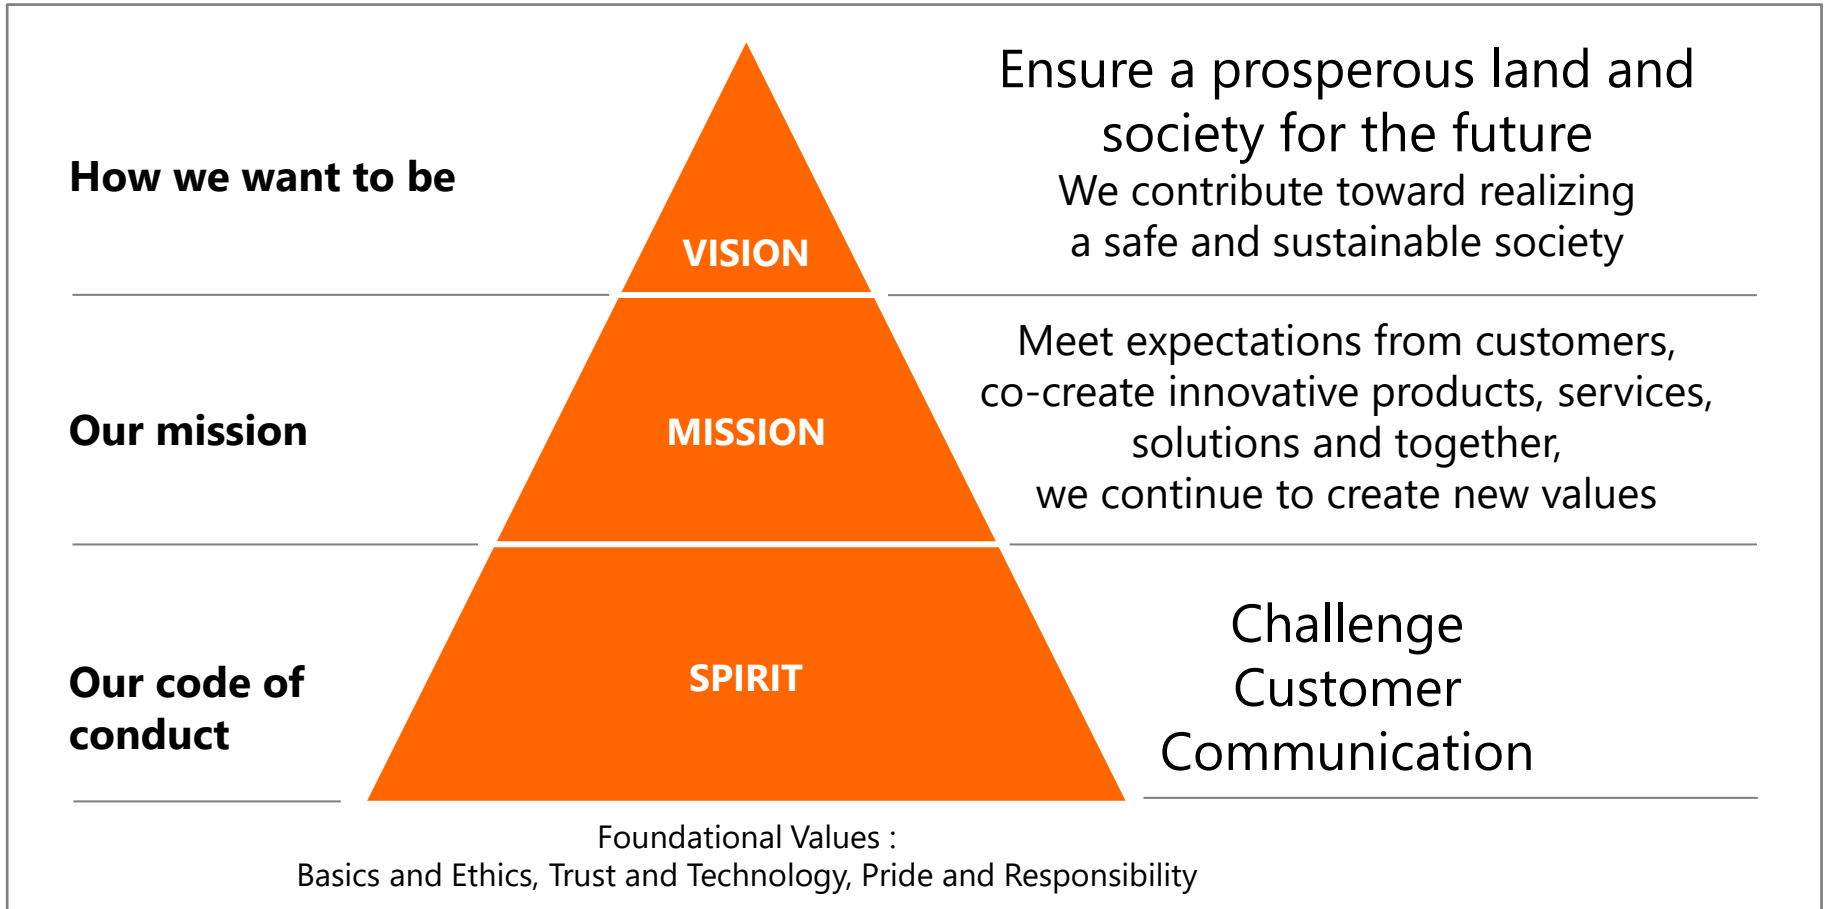 How we want to be
VISION
Ensure a prosperous land and
society for the future
We contribute toward realizing
a safe and sustainable society
Our mission
MISSION
Meet expectations from customers,
co-create innovative products, services,
solutions and together,
we continue to create new values
Our code of
conduct
SPIRIT
Challenge
Customer
Communication
Foundational Values :
Basics and Ethics, Trust and Technology, Pride and Responsibility